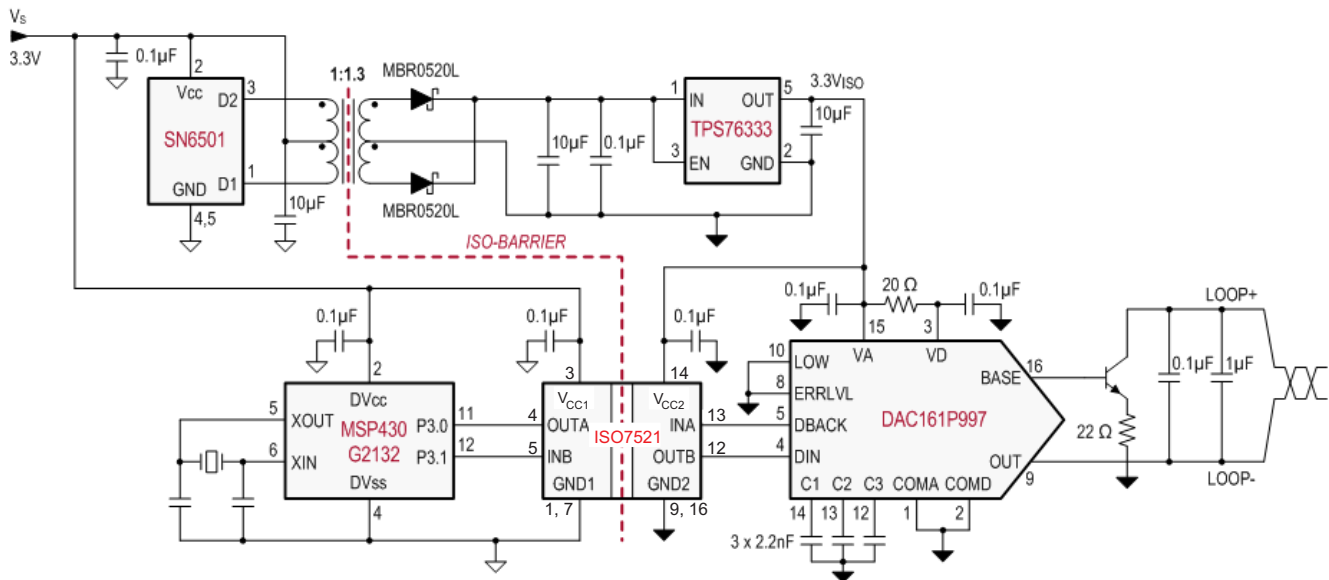 VS
3.3V
0.1µF
2
Vcc
D2
3
SN6501
D1
1
GND
4,5
10µF
1:1.3
MBR0520L
MBR0520L
10µF
0.1µF
1
IN
OUT
5
TPS76333
3
EN
GND
2
3.3VISO
10µF
ISO-BARRIER
0.1µF
2
DVcc
5
XOUT
MSP430
G2132
P3.0
11
6
XIN
P3.1
12
DVss
4
0.1µF
3
VCC1
4
OUTA
5
INB
GND1
1, 7
ISO7521
0.1µF
14
VCC2
INA
13
OUTB
12
GND2
9, 16
0.1µF
20 Ω
0.1µF
15
3
VA
VD
10
LOW
8
ERRLVL
5
DBACK
4
DIN
DAC161P997
BASE
16
OUT
9
C1
C2
C3
COMA
COMD
14
13
12
1
2
3 x 2.2nF
22 Ω
0.1µF
1µF
LOOP+
LOOP-